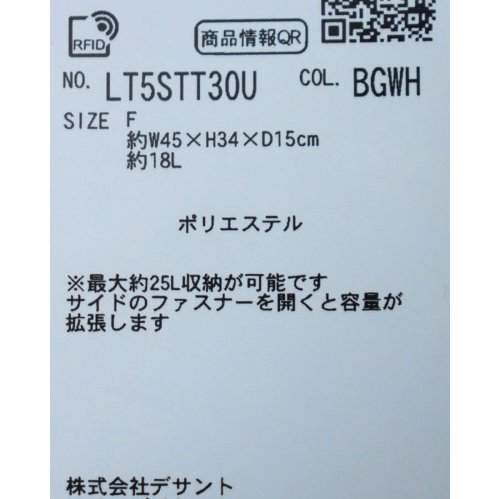 RFID 商品情報QR
NO. LT5STT30U COL. BGWH
SIZE F
約W45×H34×D15cm
約18L
ポリエステル
※最大約25L収納が可能です
サイドのファスナーを開くと容量が
拡張します
株式会社デサント